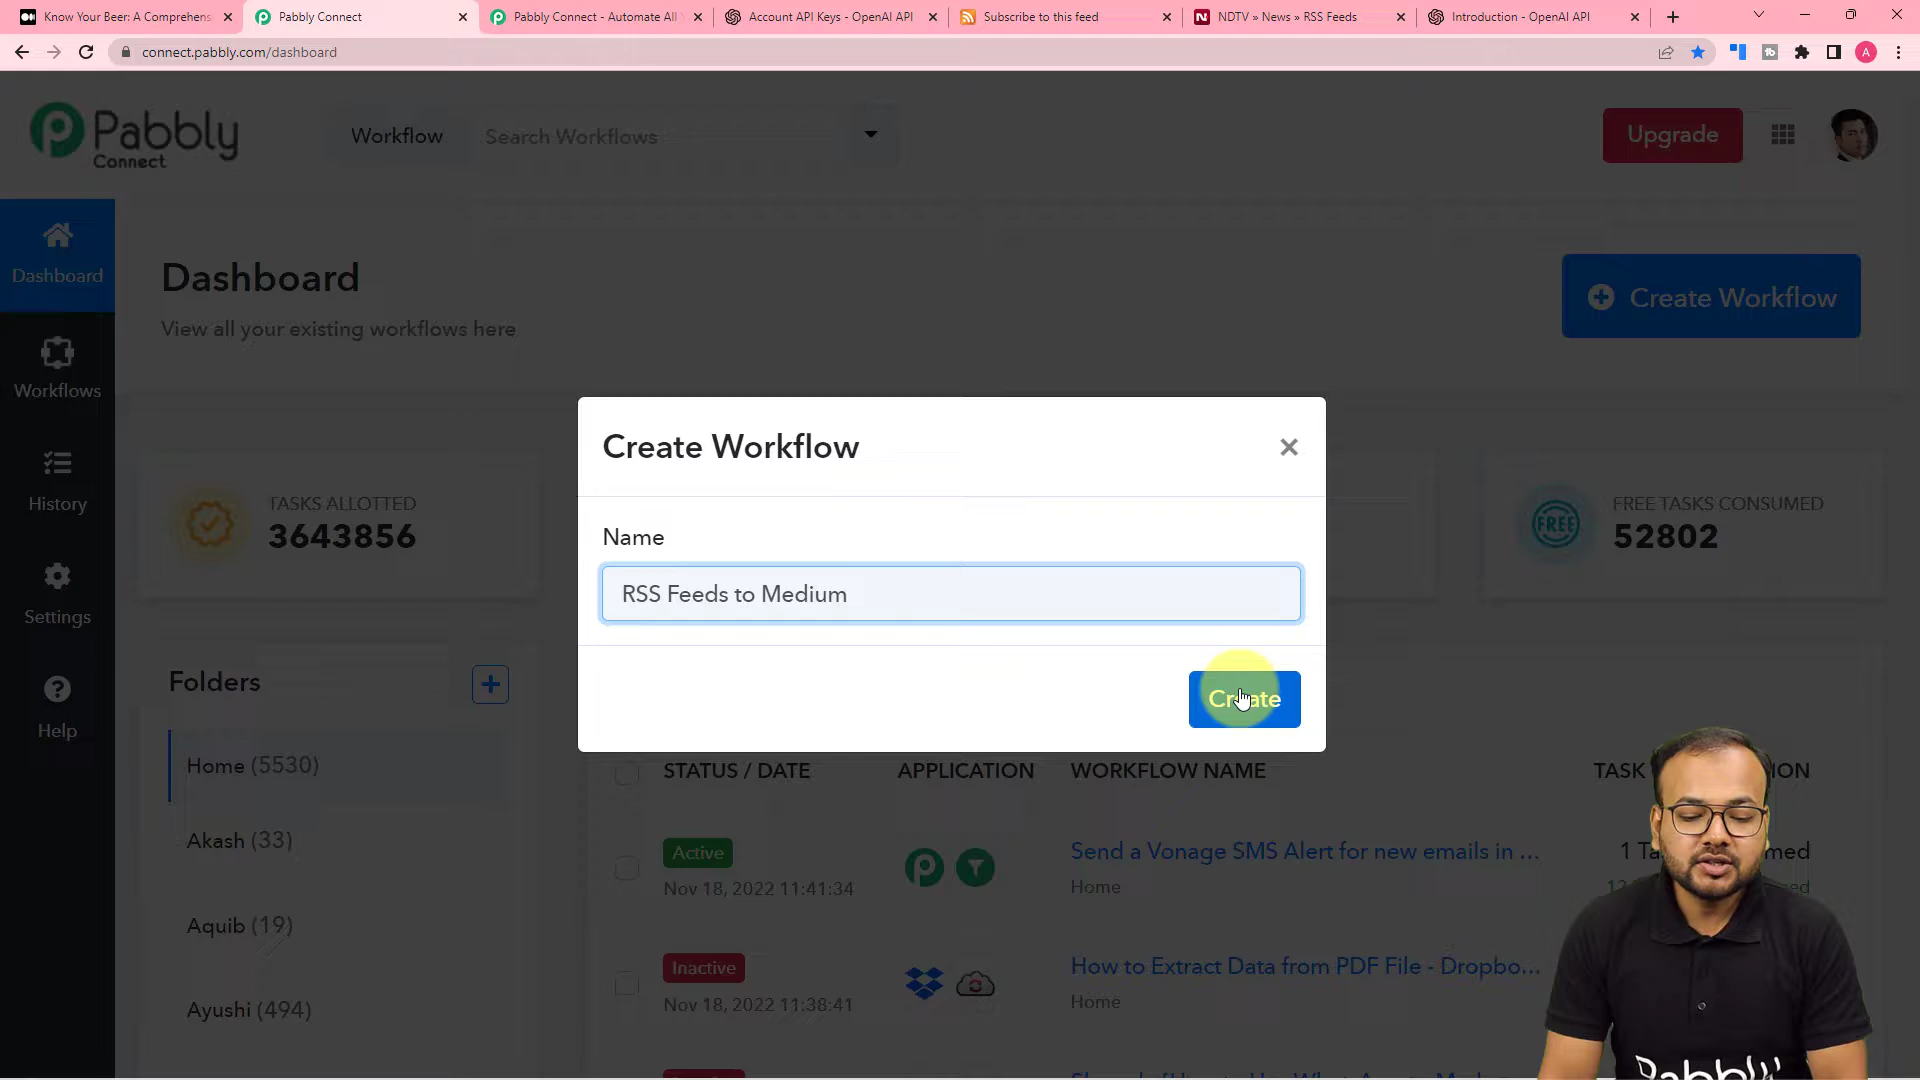 Know Your Beer: A Comprehens
Pabbly Connect
Pabbly Connect - Automate All Y
Account API Keys - OpenAI API
Subscribe to this feed
NDTV » News » RSS Feeds
Introduction - OpenAI API
connect.pabbly.com/dashboard
A
Pabbly
Connect
Workflow
Search Workflows
Upgrade
Dashboard
Workflows
History
Settings
Help
Dashboard
View all your existing workflows here
Create Workflow
TASKS ALLOTTED
3643856
FREE
FREE TASKS CONSUMED
52802
Create Workflow
Name
RSS Feeds to Medium
Create
Folders
Home (5530)
Akash (33)
Aquib (19)
Ayushi (494)
STATUS / DATE
APPLICATION
WORKFLOW NAME
Active
Nov 18, 2022 11:41:34
Send a Vonage SMS Alert for new emails in ...
Home
Inactive
Nov 18, 2022 11:38:41
How to Extract Data from PDF File - Dropbo...
Home
Pabbly